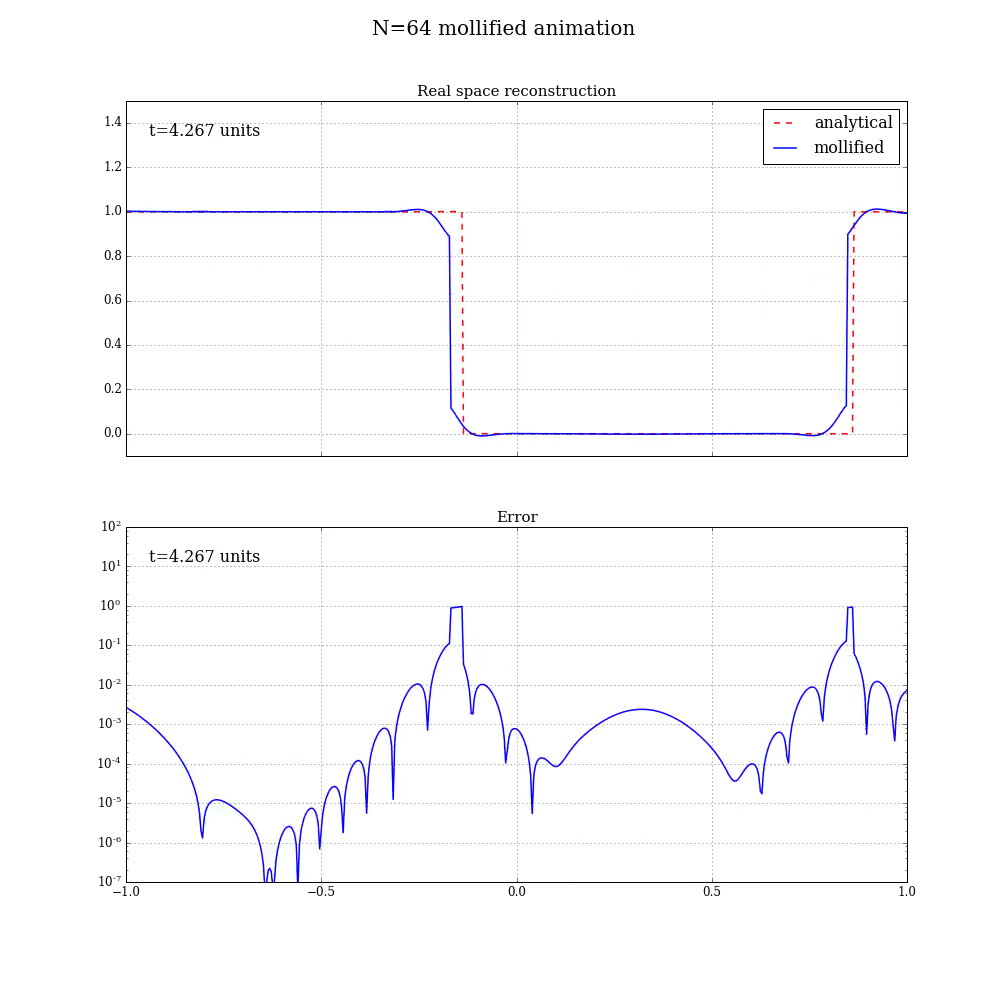 N=64 mollified animation
Real space reconstruction
t=4.267 units
analytical
mollified
1.4
1.2
1.0
0.8
0.6
0.4
0.2
0.0
Error
t=4.267 units
10²
10¹
10⁰
10⁻¹
10⁻²
10⁻³
10⁻⁴
10⁻⁵
10⁻⁶
10⁻⁷
−1.0 −0.5 0.0 0.5 1.0